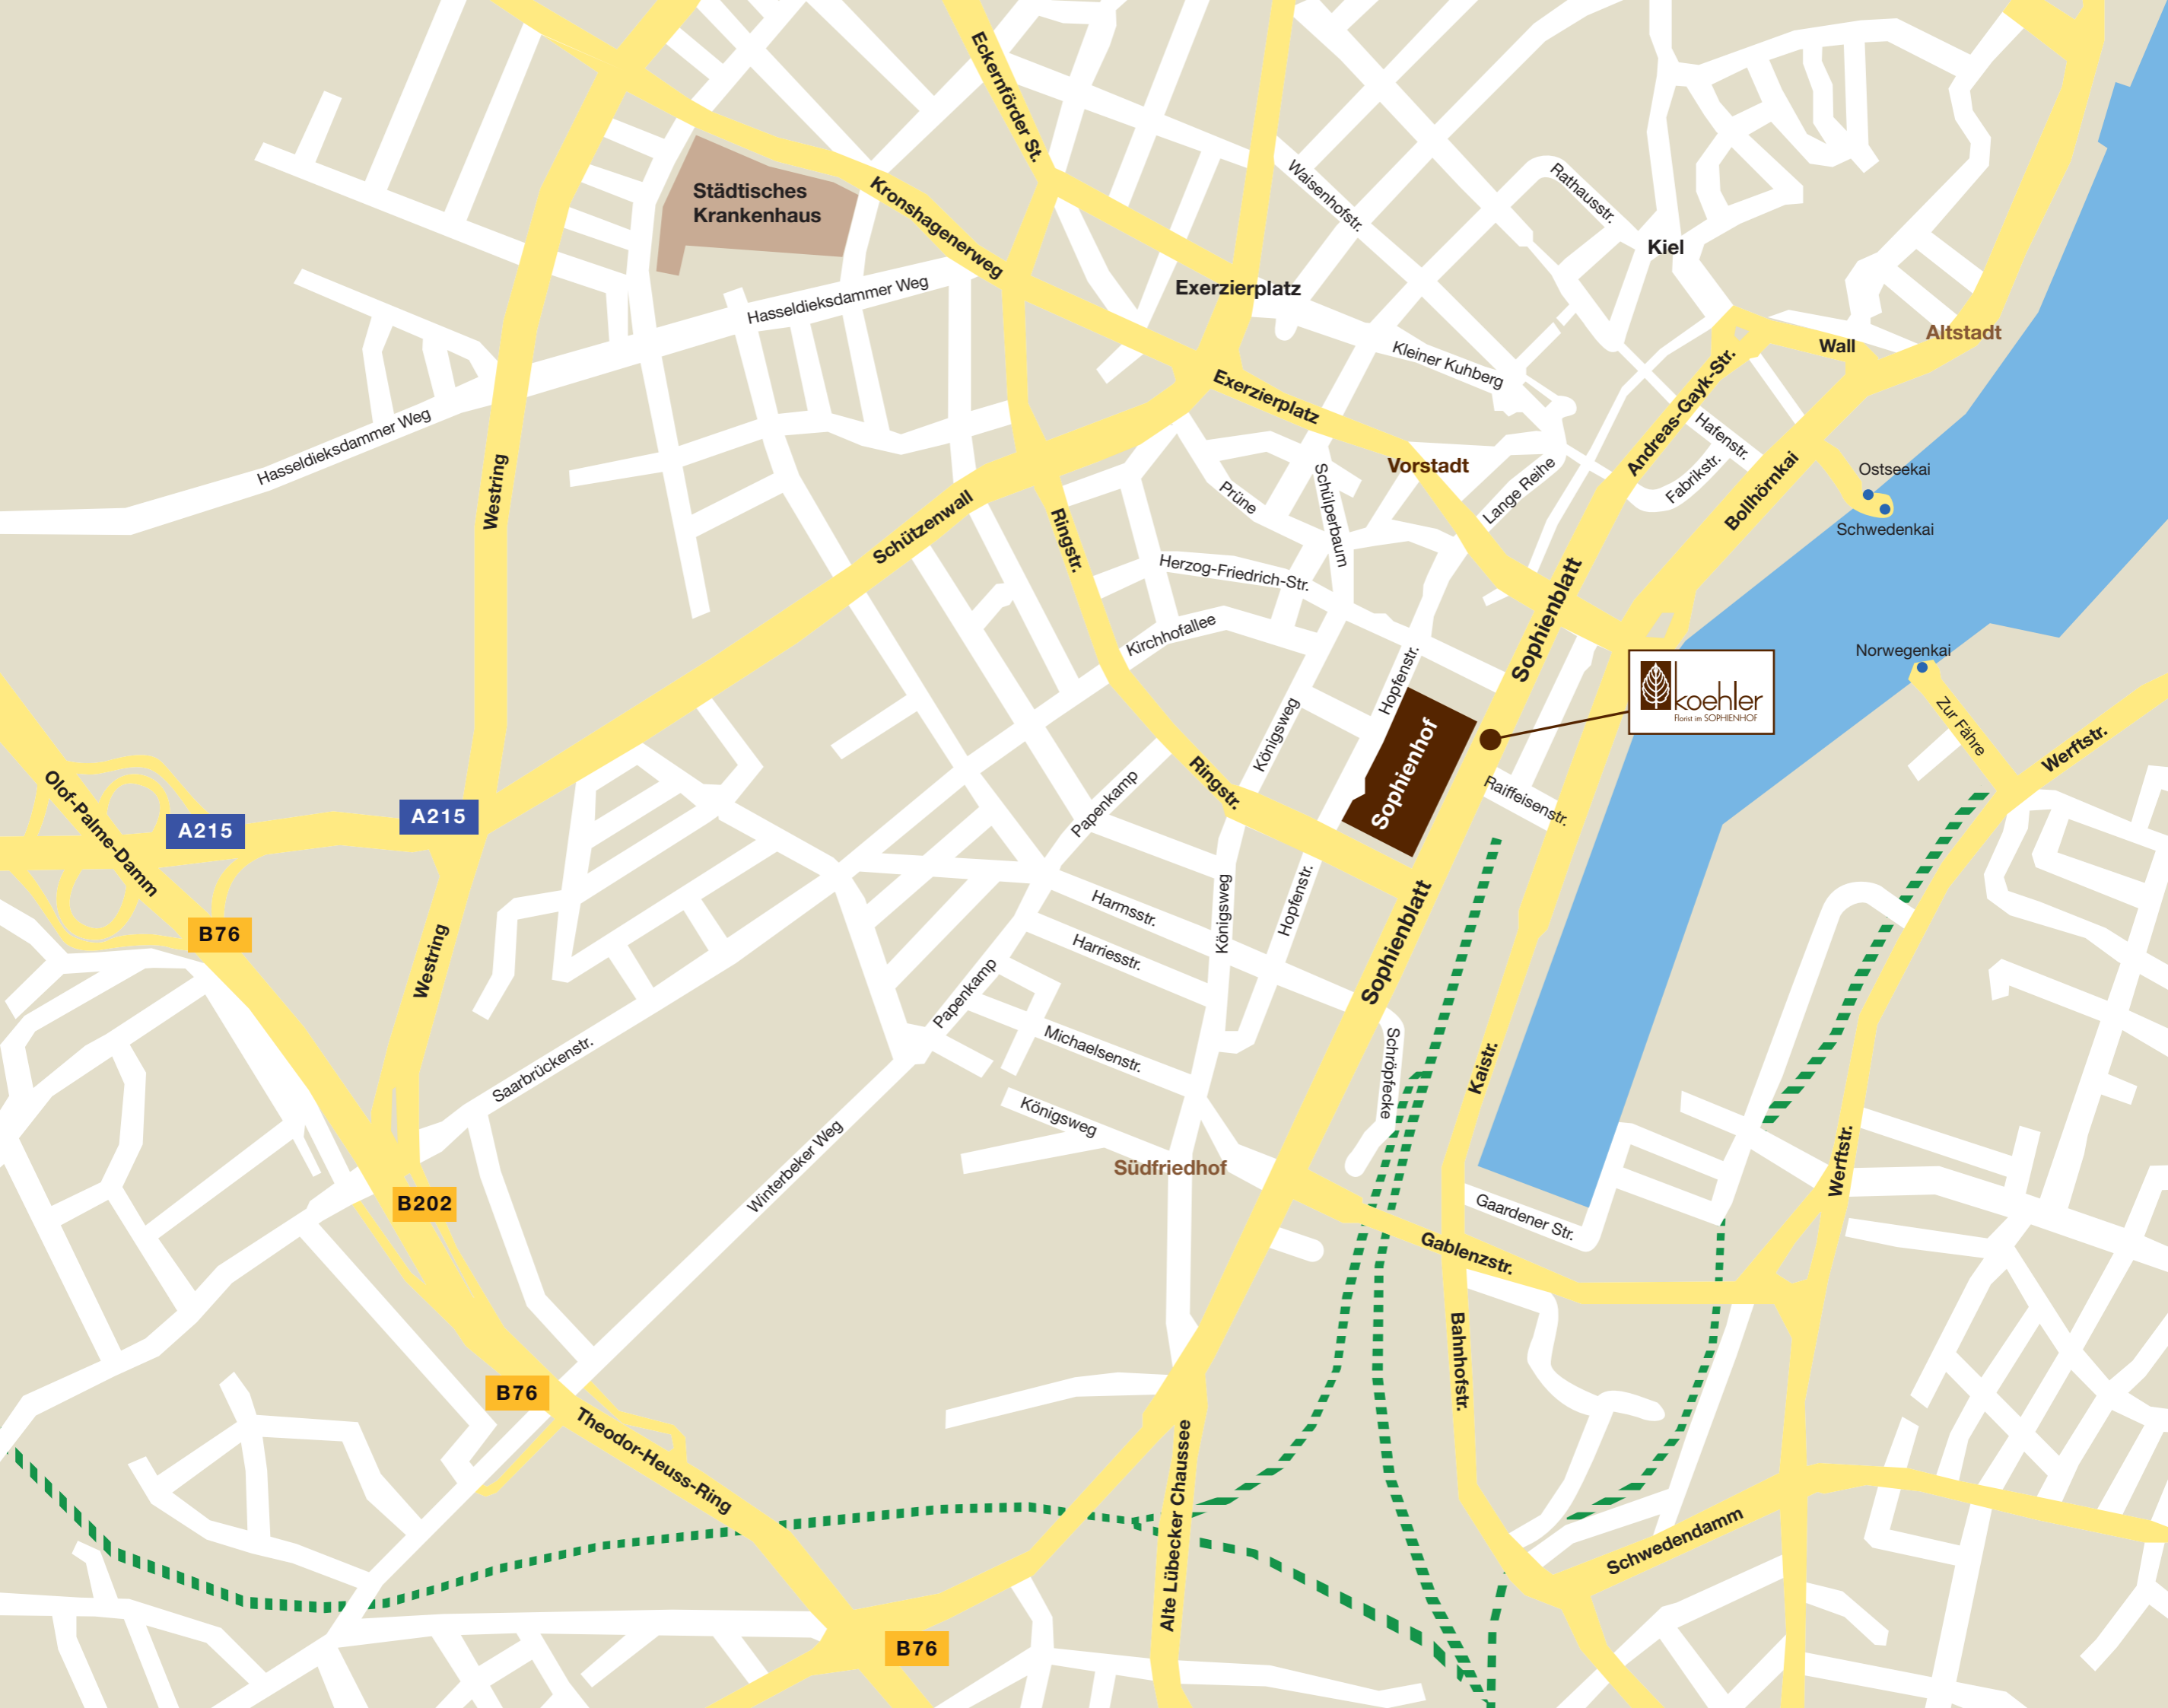 Eckernförder St.
Städtisches
Krankenhaus
Kronshagenerweg
Waisenhofstr.
Rathausstr.
Kiel
Exerzierplatz
Hasseldieksdammer Weg
Altstadt
Wall
Kleiner Kuhberg
Exerzierplatz
Andreas-Gayk-Str.
Hasseldieksdammer Weg
Hafenstr.
Vorstadt
Fabrikstr.
Ostseekai
Westring
Lange Reihe
Bollhörnkai
Prüne
Schülperbaum
Schwedenkai
Schützenwall
Ringstr.
Herzog-Friedrich-Str.
Sophienblatt
Kirchhofallee
Norwegenkai
Hopfenstr.
koehler
Florist im SOPHIENHOF
Zur Fähre
Königsweg
Werftstr.
Sophienhof
Ringstr.
Raiffeisenstr.
Papenkamp
Olof-Palme-Damm
A215
A215
Harmsstr.
Königsweg
Hopfenstr.
B76
Sophienblatt
Harriesstr.
Westring
Papenkamp
Michaelsenstr.
Saarbrückenstr.
Schröpfecke
Kaistr.
Königsweg
Werftstr.
Südfriedhof
Winterbeker Weg
B202
Gaardener Str.
Gablenzstr.
Bahnhofstr.
B76
Theodor-Heuss-Ring
Alte Lübecker Chaussee
Schwedendamm
B76